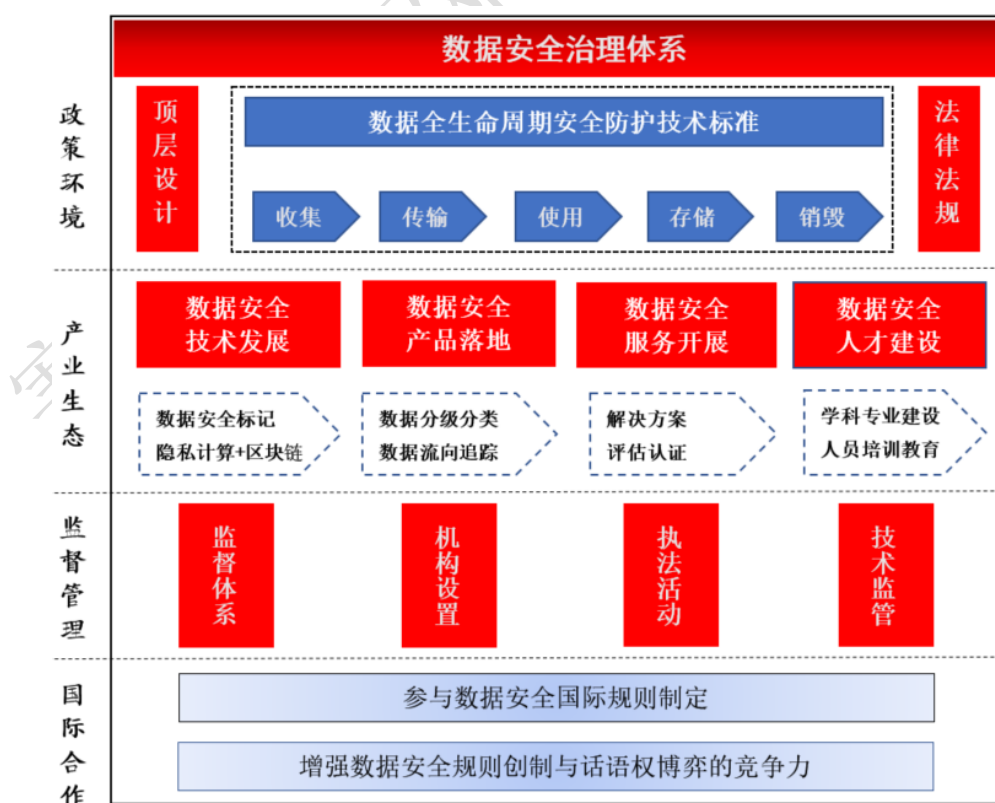 数据安全治理体系
政策环境
顶层设计
数据全生命周期安全防护技术标准
收集
传输
使用
存储
销毁
法律法规
产业生态
数据安全
技术发展
数据安全
产品落地
数据安全
服务开展
数据安全
人才建设
数据安全标记
隐私计算+区块链
数据分级分类
数据流向追踪
解决方案
评估认证
学科专业建设
人员培训教育
监督管理
监督体系
机构设置
执法活动
技术监管
国际合作
参与数据安全国际规则制定
增强数据安全规则创制与话语权博弈的竞争力